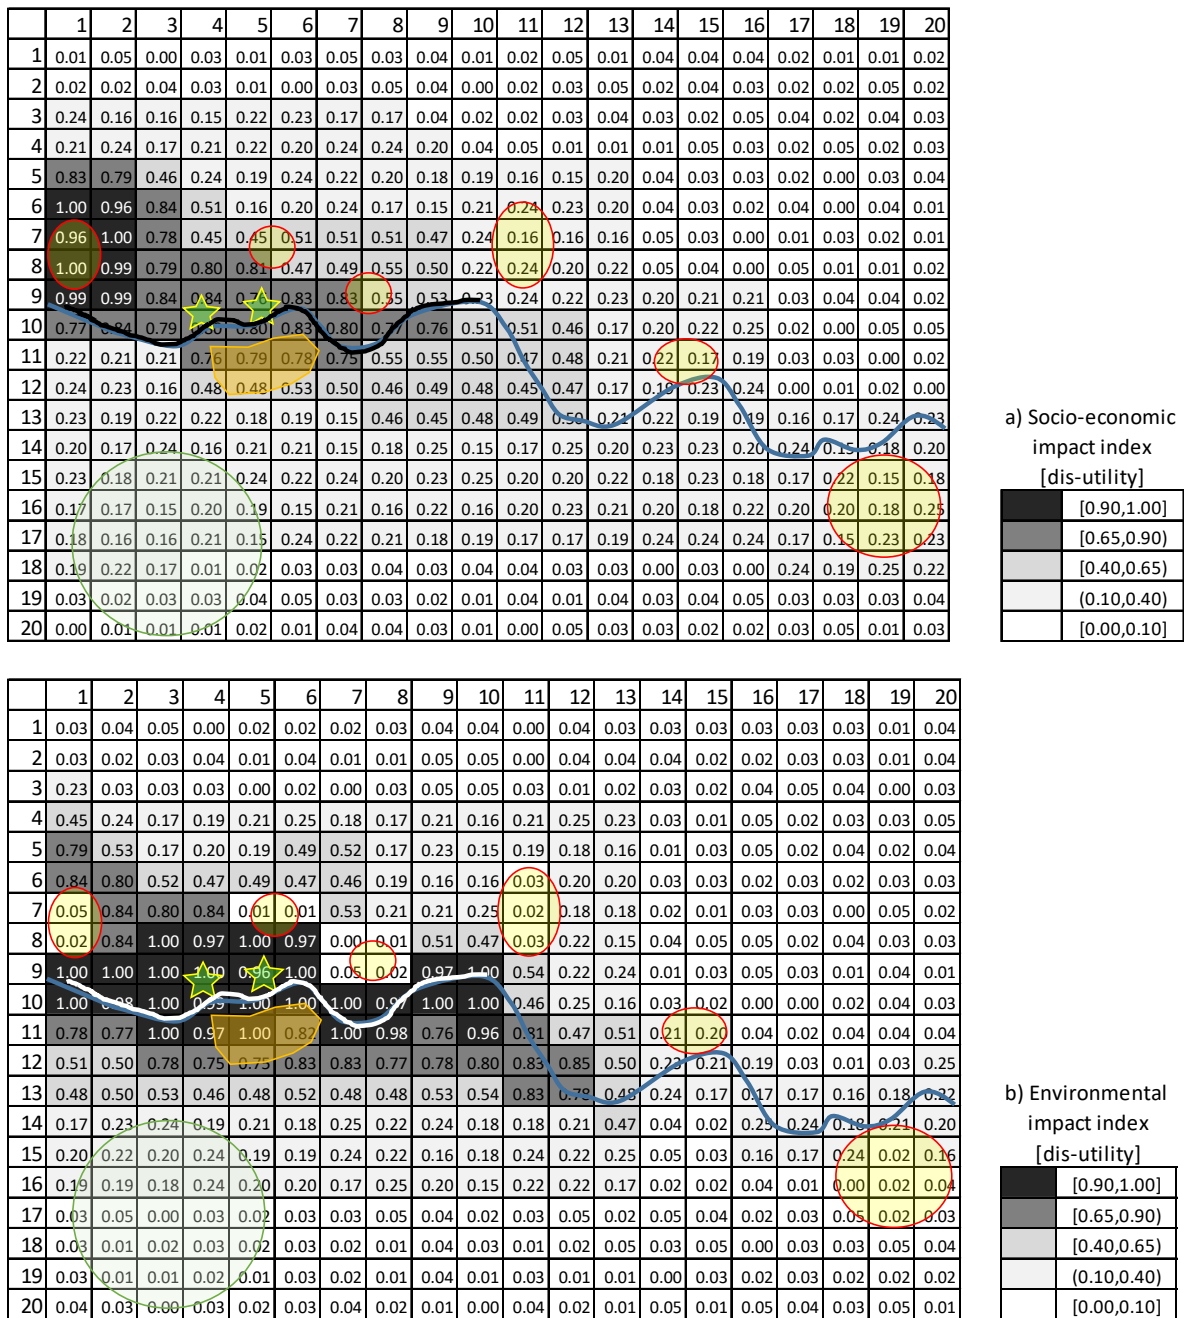 1 2 3 4 5 6 7 8 9 10 11 12 13 14 15 16 17 18 19 20
1 0.01 0.05 0.00 0.03 0.01 0.03 0.05 0.03 0.04 0.01 0.02 0.05 0.01 0.04 0.04 0.04 0.02 0.01 0.01 0.02
2 0.02 0.02 0.04 0.03 0.01 0.00 0.03 0.05 0.04 0.00 0.02 0.03 0.05 0.02 0.04 0.03 0.02 0.02 0.05 0.02
3 0.24 0.16 0.16 0.15 0.22 0.23 0.17 0.17 0.04 0.02 0.02 0.03 0.04 0.03 0.02 0.05 0.04 0.02 0.04 0.03
4 0.21 0.24 0.17 0.21 0.22 0.20 0.24 0.24 0.20 0.04 0.05 0.01 0.01 0.01 0.05 0.03 0.02 0.05 0.02 0.03
5 0.83 0.79 0.46 0.24 0.19 0.24 0.22 0.20 0.18 0.19 0.16 0.15 0.20 0.04 0.03 0.03 0.02 0.00 0.03 0.04
6 1.00 0.96 0.84 0.51 0.16 0.20 0.24 0.17 0.15 0.21 0.24 0.23 0.20 0.04 0.03 0.02 0.04 0.00 0.04 0.01
7 0.96 1.00 0.78 0.45 0.45 0.51 0.51 0.51 0.47 0.24 0.16 0.16 0.16 0.05 0.03 0.00 0.01 0.03 0.02 0.01
8 1.00 0.99 0.79 0.80 0.81 0.47 0.49 0.55 0.50 0.22 0.24 0.20 0.22 0.05 0.04 0.00 0.05 0.01 0.01 0.02
9 0.99 0.99 0.84 0.84 0.76 0.83 0.83 0.55 0.53 0.23 0.24 0.22 0.23 0.20 0.21 0.21 0.03 0.04 0.04 0.02
10 0.77 0.84 0.79 0.80 0.83 0.80 0.77 0.76 0.51 0.51 0.46 0.17 0.20 0.22 0.25 0.02 0.00 0.05 0.05
11 0.22 0.21 0.21 0.76 0.79 0.78 0.75 0.55 0.55 0.50 0.47 0.48 0.21 0.22 0.17 0.19 0.03 0.03 0.00 0.02
12 0.24 0.23 0.16 0.48 0.48 0.53 0.50 0.46 0.49 0.48 0.45 0.47 0.17 0.19 0.23 0.24 0.00 0.01 0.02 0.00
13 0.23 0.19 0.22 0.22 0.18 0.19 0.15 0.46 0.45 0.48 0.49 0.50 0.21 0.22 0.19 0.19 0.16 0.17 0.24 0.23
14 0.20 0.17 0.24 0.16 0.21 0.21 0.15 0.18 0.25 0.15 0.17 0.25 0.20 0.23 0.23 0.20 0.24 0.15 0.18 0.20
15 0.23 0.18 0.21 0.21 0.24 0.22 0.24 0.20 0.23 0.25 0.20 0.20 0.22 0.18 0.23 0.18 0.17 0.22 0.15 0.18
16 0.17 0.17 0.15 0.20 0.19 0.15 0.21 0.16 0.22 0.16 0.20 0.23 0.21 0.20 0.18 0.22 0.20 0.20 0.18 0.25
17 0.18 0.16 0.16 0.21 0.15 0.24 0.22 0.21 0.18 0.19 0.17 0.17 0.19 0.24 0.24 0.24 0.17 0.15 0.23 0.23
18 0.19 0.22 0.17 0.01 0.02 0.03 0.03 0.04 0.03 0.04 0.04 0.03 0.03 0.00 0.03 0.00 0.24 0.19 0.25 0.22
19 0.03 0.02 0.03 0.03 0.04 0.05 0.03 0.03 0.02 0.01 0.04 0.01 0.04 0.03 0.04 0.05 0.03 0.03 0.03 0.04
20 0.00 0.01 0.01 0.01 0.02 0.01 0.04 0.04 0.03 0.01 0.00 0.05 0.03 0.03 0.02 0.02 0.03 0.05 0.01 0.03
a) Socio-economic
impact index
[dis-utility]
[0.90,1.00]
[0.65,0.90)
[0.40,0.65)
(0.10,0.40)
[0.00,0.10]
1 2 3 4 5 6 7 8 9 10 11 12 13 14 15 16 17 18 19 20
1 0.03 0.04 0.05 0.00 0.02 0.02 0.02 0.03 0.04 0.04 0.00 0.04 0.03 0.03 0.03 0.03 0.03 0.03 0.01 0.04
2 0.03 0.02 0.03 0.04 0.01 0.04 0.01 0.01 0.05 0.05 0.00 0.04 0.04 0.04 0.02 0.02 0.03 0.03 0.01 0.04
3 0.23 0.03 0.03 0.03 0.00 0.02 0.00 0.03 0.05 0.05 0.03 0.01 0.02 0.03 0.02 0.04 0.05 0.04 0.00 0.03
4 0.45 0.24 0.17 0.19 0.21 0.25 0.18 0.17 0.21 0.16 0.21 0.25 0.23 0.03 0.01 0.05 0.02 0.03 0.03 0.05
5 0.79 0.53 0.17 0.20 0.19 0.49 0.52 0.17 0.23 0.15 0.19 0.18 0.16 0.01 0.03 0.05 0.02 0.04 0.02 0.04
6 0.84 0.80 0.52 0.47 0.49 0.47 0.46 0.19 0.16 0.16 0.03 0.20 0.20 0.03 0.03 0.02 0.03 0.02 0.03 0.03
7 0.05 0.84 0.80 0.84 0.01 0.01 0.53 0.21 0.21 0.25 0.02 0.18 0.18 0.02 0.01 0.03 0.03 0.00 0.05 0.02
8 0.02 0.84 1.00 0.97 1.00 0.97 0.00 0.01 0.51 0.47 0.03 0.22 0.15 0.04 0.05 0.05 0.02 0.04 0.03 0.03
9 1.00 1.00 1.00 1.00 0.96 1.00 0.05 0.02 0.97 1.00 0.54 0.22 0.24 0.01 0.03 0.05 0.03 0.01 0.04 0.01
10 1.00 0.98 1.00 0.99 1.00 1.00 1.00 0.97 1.00 1.00 0.46 0.25 0.16 0.03 0.02 0.00 0.00 0.02 0.04 0.03
11 0.78 0.77 1.00 0.97 1.00 0.82 1.00 0.98 0.76 0.96 0.81 0.47 0.51 0.21 0.20 0.04 0.02 0.04 0.04 0.04
12 0.51 0.50 0.78 0.75 0.75 0.83 0.83 0.77 0.78 0.80 0.83 0.85 0.50 0.21 0.19 0.03 0.01 0.03 0.25
13 0.48 0.50 0.53 0.46 0.48 0.52 0.48 0.48 0.53 0.54 0.83 0.78 0.48 0.24 0.17 0.17 0.17 0.16 0.18 0.22
14 0.17 0.23 0.24 0.19 0.21 0.18 0.25 0.22 0.24 0.18 0.18 0.21 0.47 0.04 0.02 0.25 0.24 0.18 0.21 0.20
15 0.20 0.22 0.20 0.24 0.19 0.19 0.24 0.22 0.16 0.18 0.24 0.22 0.25 0.05 0.03 0.16 0.17 0.24 0.02 0.16
16 0.19 0.19 0.18 0.24 0.20 0.20 0.17 0.25 0.20 0.15 0.22 0.22 0.17 0.02 0.02 0.04 0.01 0.00 0.02 0.04
17 0.03 0.05 0.00 0.03 0.02 0.03 0.03 0.05 0.04 0.02 0.03 0.05 0.02 0.05 0.04 0.02 0.03 0.05 0.02 0.03
18 0.03 0.01 0.02 0.03 0.02 0.03 0.02 0.01 0.04 0.03 0.01 0.02 0.05 0.03 0.05 0.00 0.03 0.03 0.05 0.04
19 0.03 0.01 0.01 0.02 0.01 0.03 0.02 0.01 0.04 0.01 0.03 0.01 0.01 0.00 0.03 0.02 0.03 0.02 0.02 0.02
20 0.04 0.03 0.00 0.03 0.02 0.03 0.04 0.02 0.01 0.00 0.04 0.02 0.01 0.05 0.01 0.05 0.04 0.03 0.05 0.01
b) Environmental
impact index
[dis-utility]
[0.90,1.00]
[0.65,0.90)
[0.40,0.65)
(0.10,0.40)
[0.00,0.10]